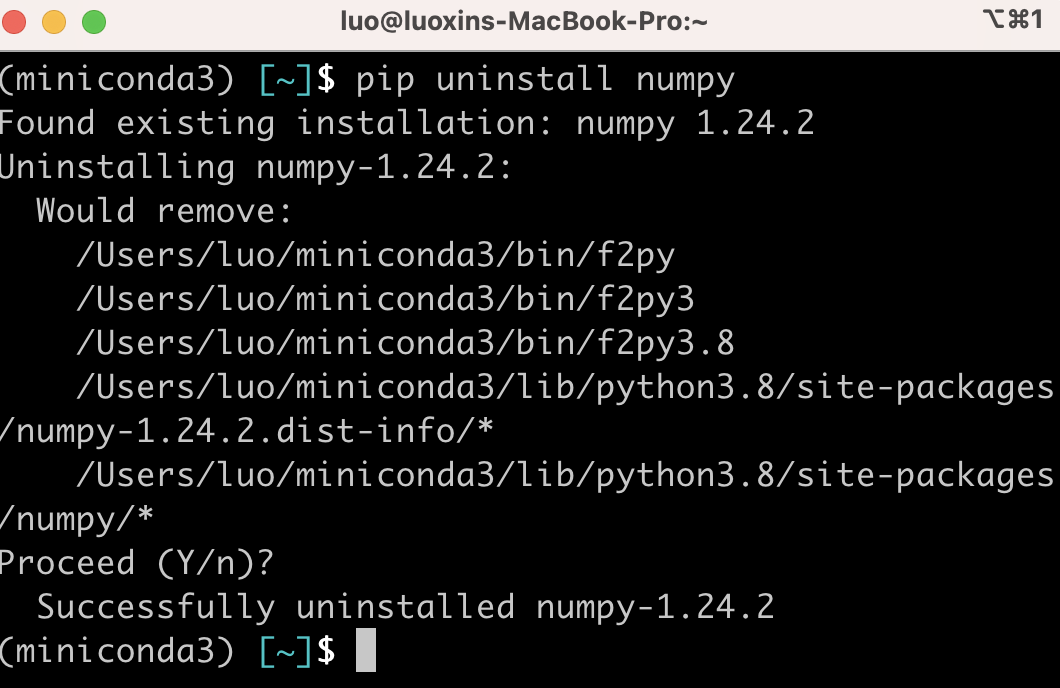 luo@luoxins-MacBook-Pro:~ ⌥⌘1
(miniconda3) [~]$ pip uninstall numpy
Found existing installation: numpy 1.24.2
Uninstalling numpy-1.24.2:
  Would remove:
    /Users/luo/miniconda3/bin/f2py
    /Users/luo/miniconda3/bin/f2py3
    /Users/luo/miniconda3/bin/f2py3.8
    /Users/luo/miniconda3/lib/python3.8/site-packages
/numpy-1.24.2.dist-info/*
    /Users/luo/miniconda3/lib/python3.8/site-packages
/numpy/*
Proceed (Y/n)?
  Successfully uninstalled numpy-1.24.2
(miniconda3) [~]$